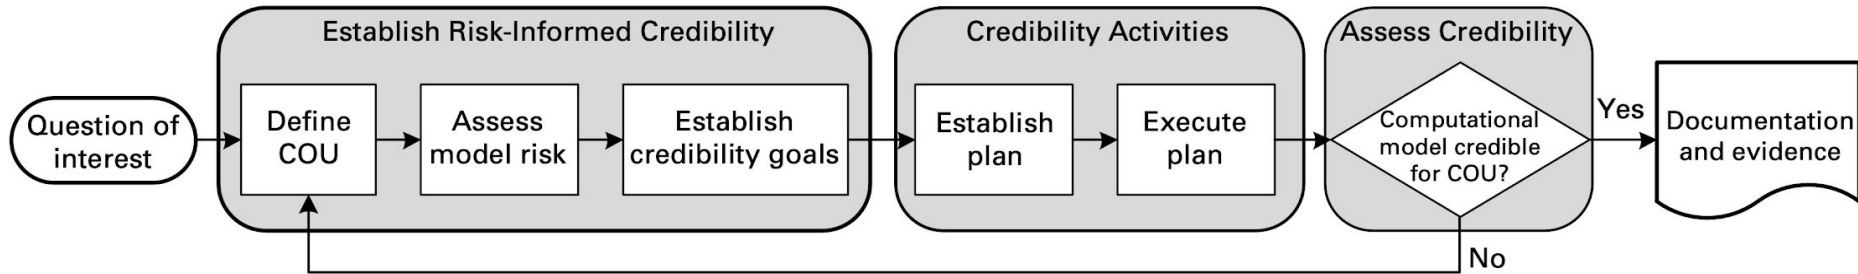 Establish Risk-Informed Credibility
Credibility Activities
Assess Credibility
Question of
interest
Define
COU
Assess
model risk
Establish
credibility goals
Establish
plan
Execute
plan
Computational
model credible
for COU?
Yes
Documentation
and evidence
No